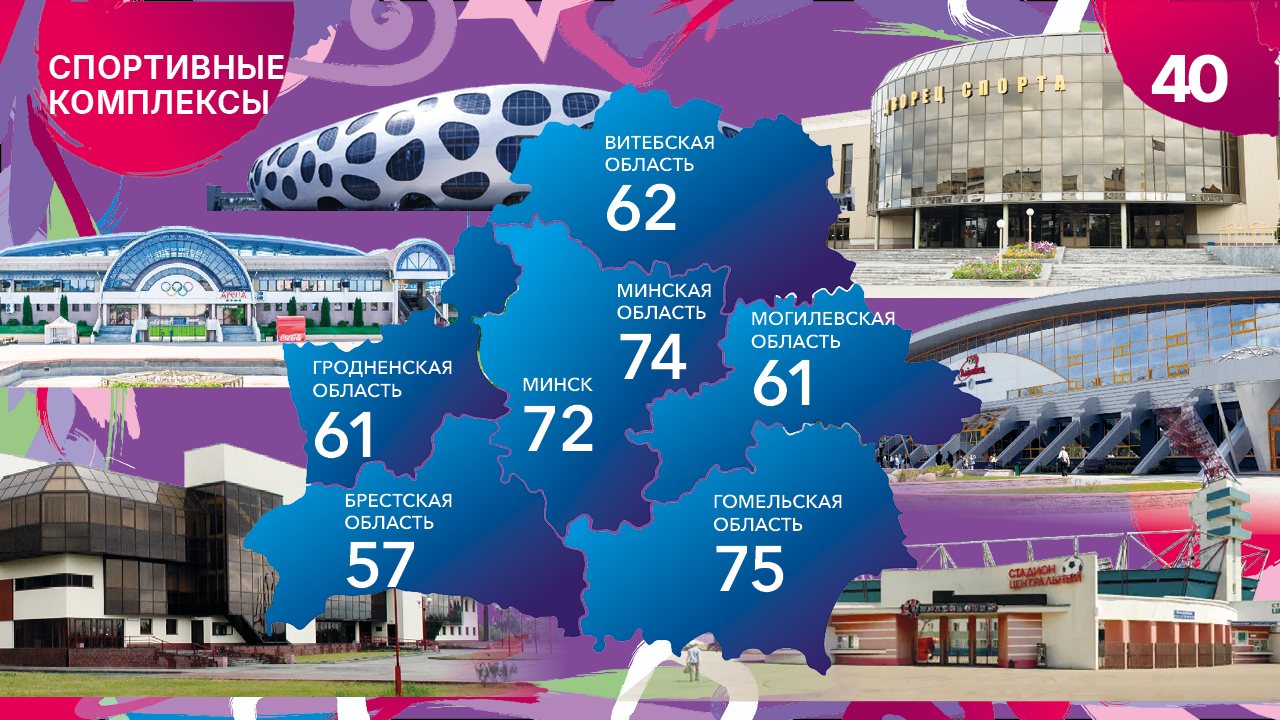 СПОРТИВНЫЕ
КОМПЛЕКСЫ
40
ДВОРЕЦ СПОРТА
ВИТЕБСКАЯ
ОБЛАСТЬ
62
МИНСКАЯ
ОБЛАСТЬ
74
МОГИЛЕВСКАЯ
ОБЛАСТЬ
61
ГРОДНЕНСКАЯ
ОБЛАСТЬ
61
МИНСК
72
БРЕСТСКАЯ
ОБЛАСТЬ
57
ГОМЕЛЬСКАЯ
ОБЛАСТЬ
75
АРЕНА
СТАДИОН
ЦЕНТРАЛЬНЫЙ